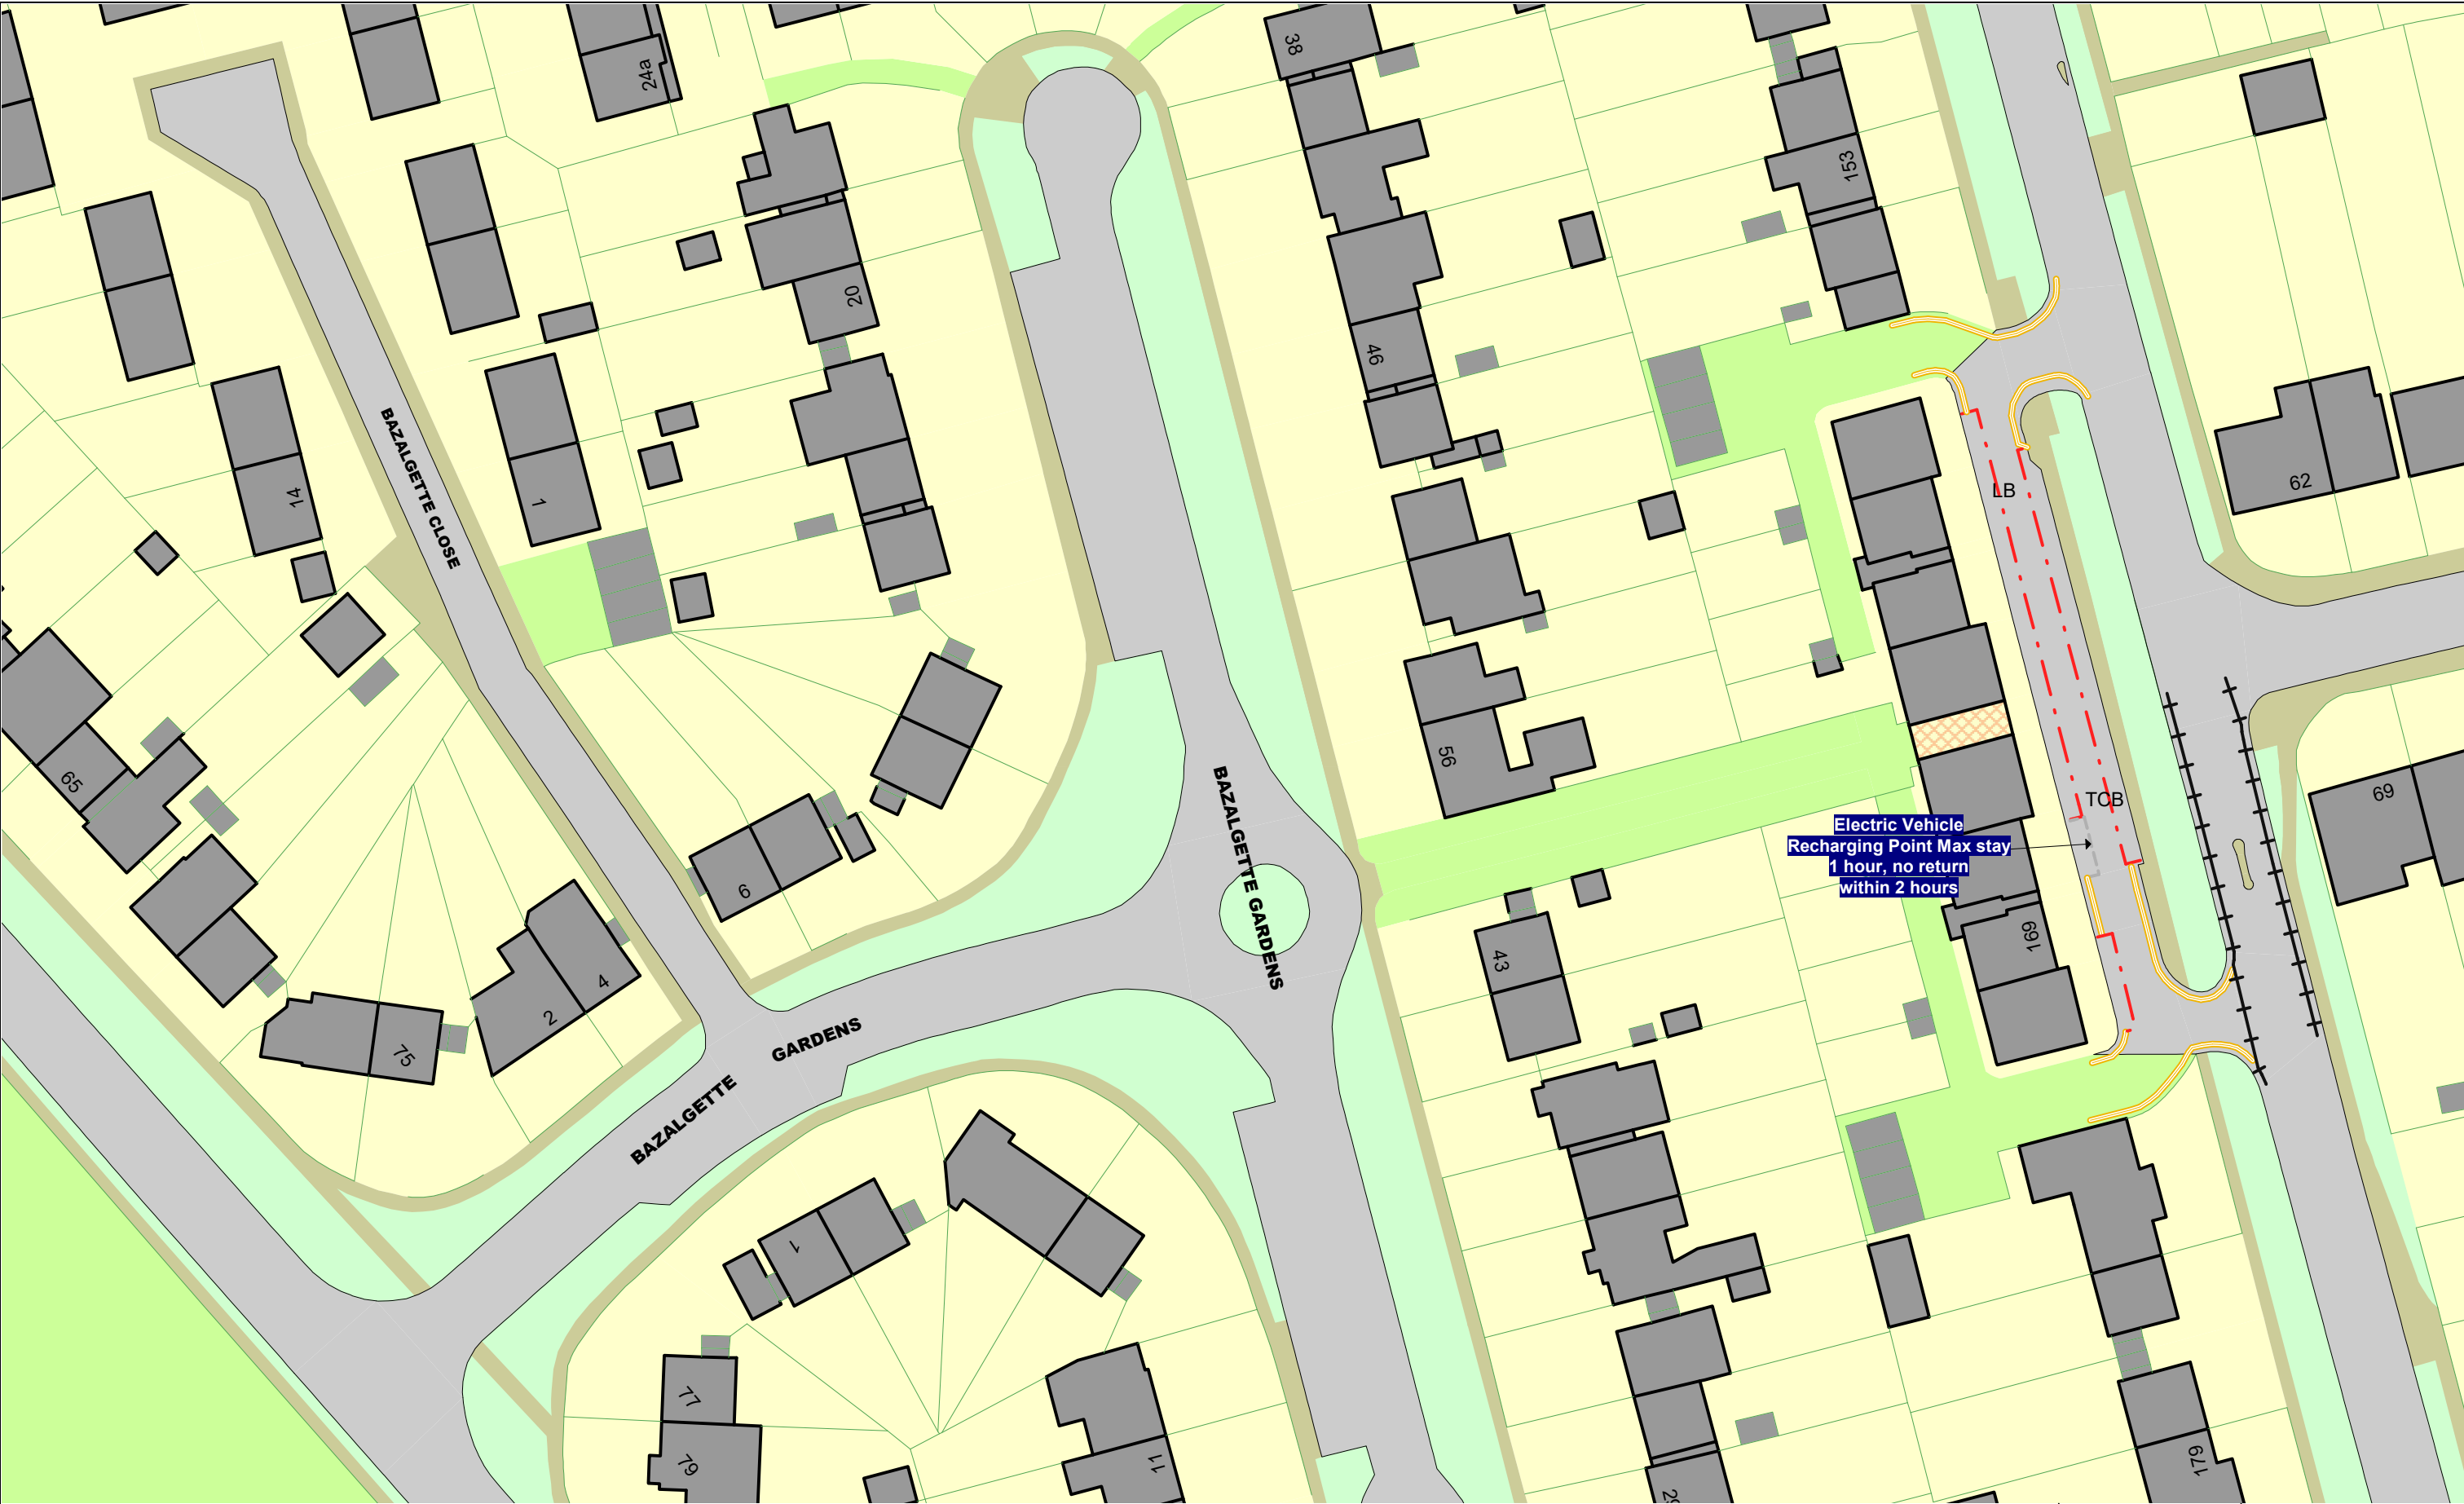 38
24a
153
20
46
62
14
1
LB
BAZALGETTE CLOSE
65
56
69
TCB
Electric Vehicle
Recharging Point Max stay
1 hour, no return
within 2 hours
BAZALGETTE GARDENS
6
43
169
4
2
75
BAZALGETTE GARDENS
1
77
79
11
179